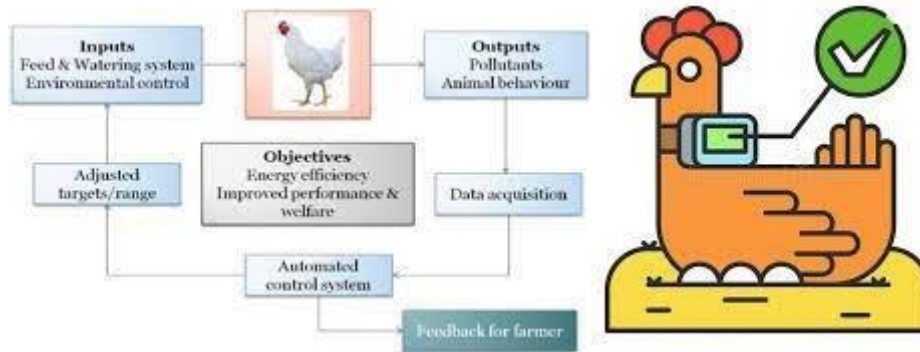 Inputs
Feed & Watering system
Environmental control
Outputs
Pollutants
Animal behaviour
Objectives
Energy efficiency
Improved performance &
welfare
Adjusted
targets/range
Data acquisition
Automated
control system
Feedback for farmer